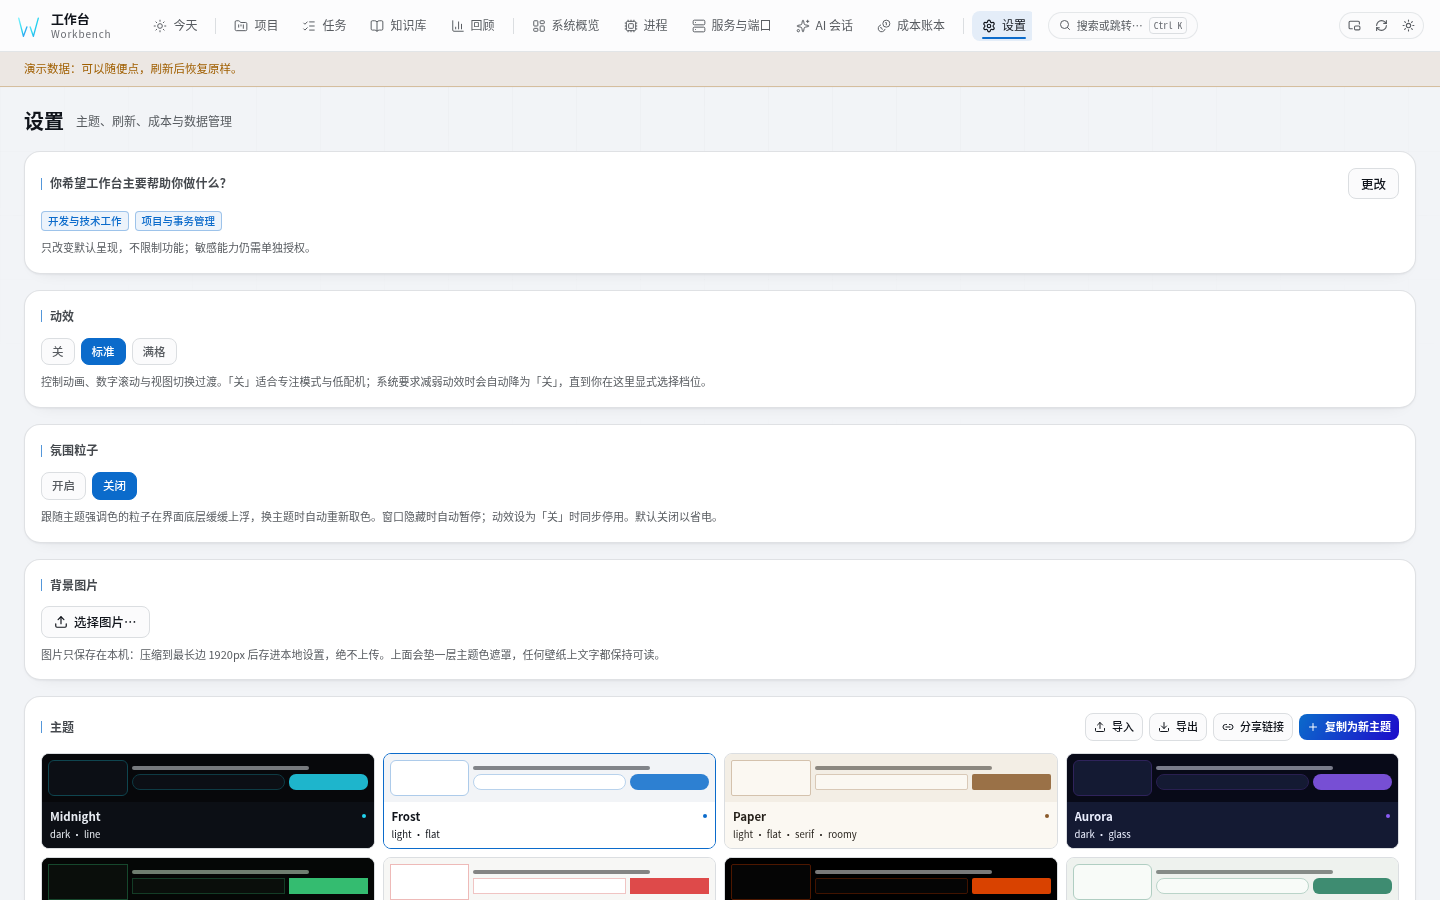 工作台
Workbench
今天
项目
任务
知识库
回顾
系统概览
进程
服务与端口
AI 会话
成本账本
设置
搜索或跳转…
Ctrl K
演示数据：可以随便点，刷新后恢复原样。
设置
主题、刷新、成本与数据管理
你希望工作台主要帮助你做什么？
更改
开发与技术工作
项目与事务管理
只改变默认呈现，不限制功能；敏感能力仍需单独授权。
动效
关
标准
满格
控制动画、数字滚动与视图切换过渡。「关」适合专注模式与低配机；系统要求减弱动效时会自动降为「关」，直到你在这里显式选择档位。
氛围粒子
开启
关闭
跟随主题强调色的粒子在界面底层缓缓上浮，换主题时自动重新取色。窗口隐藏时自动暂停；动效设为「关」时同步停用。默认关闭以省电。
背景图片
选择图片…
图片只保存在本机：压缩到最长边 1920px 后存进本地设置，绝不上传。上面会垫一层主题色遮罩，任何壁纸上文字都保持可读。
主题
导入
导出
分享链接
复制为新主题
Midnight
dark • line
Frost
light • flat
Paper
light • flat • serif • roomy
Aurora
dark • glass